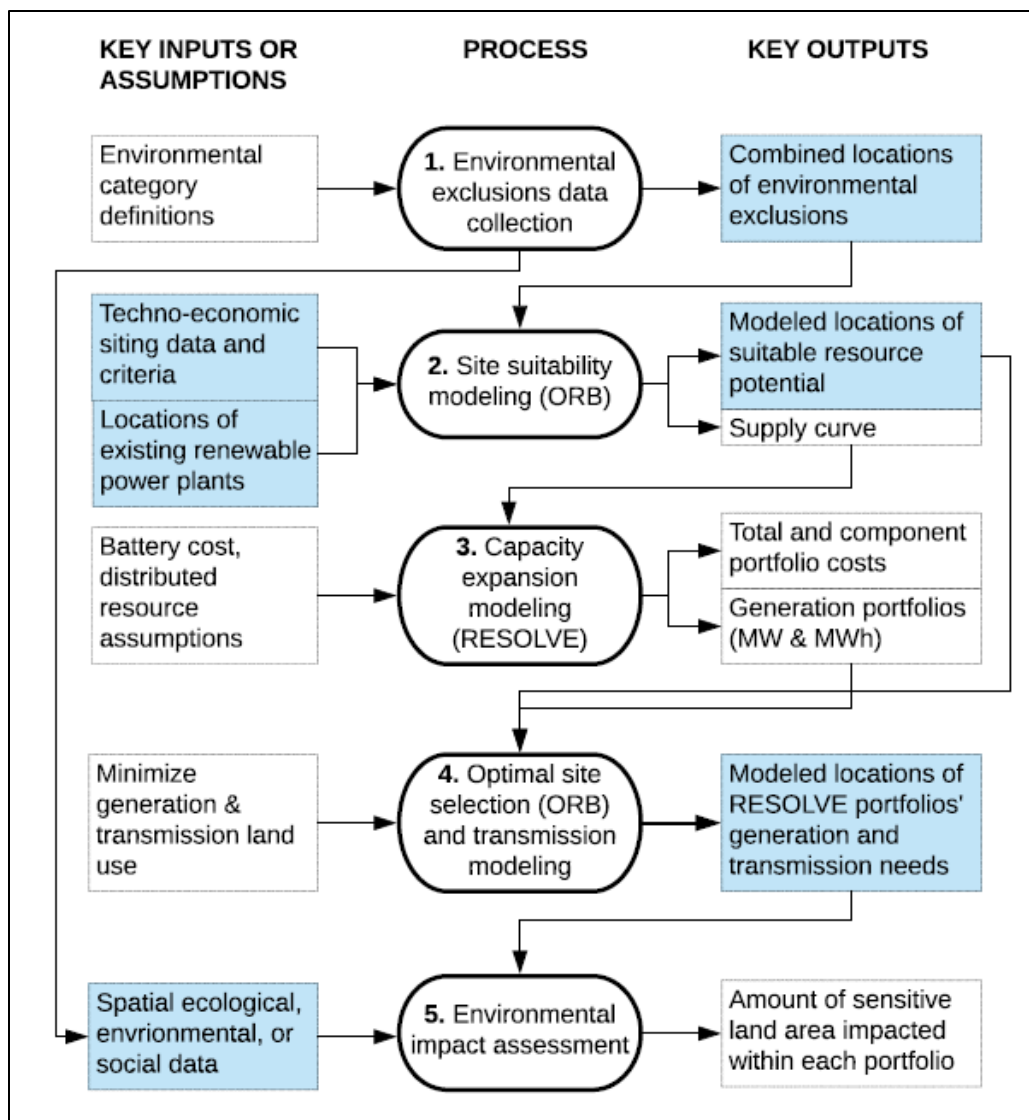 KEY INPUTS OR
ASSUMPTIONS
PROCESS
KEY OUTPUTS
Environmental
category
definitions
1. Environmental
exclusions data
collection
Combined locations
of environmental
exclusions
Techno-economic
siting data and
criteria
Locations of
existing renewable
power plants
2. Site suitability
modeling (ORB)
Modeled locations of
suitable resource
potential
Supply curve
Battery cost,
distributed
resource
assumptions
3. Capacity
expansion
modeling
(RESOLVE)
Total and component
portfolio costs
Generation portfolios
(MW & MWh)
Minimize
generation &
transmission land
use
4. Optimal site
selection (ORB)
and transmission
modeling
Modeled locations of
RESOLVE portfolios'
generation and
transmission needs
Spatial ecological,
envrionmental, or
social data
5. Environmental
impact assessment
Amount of sensitive
land area impacted
within each portfolio